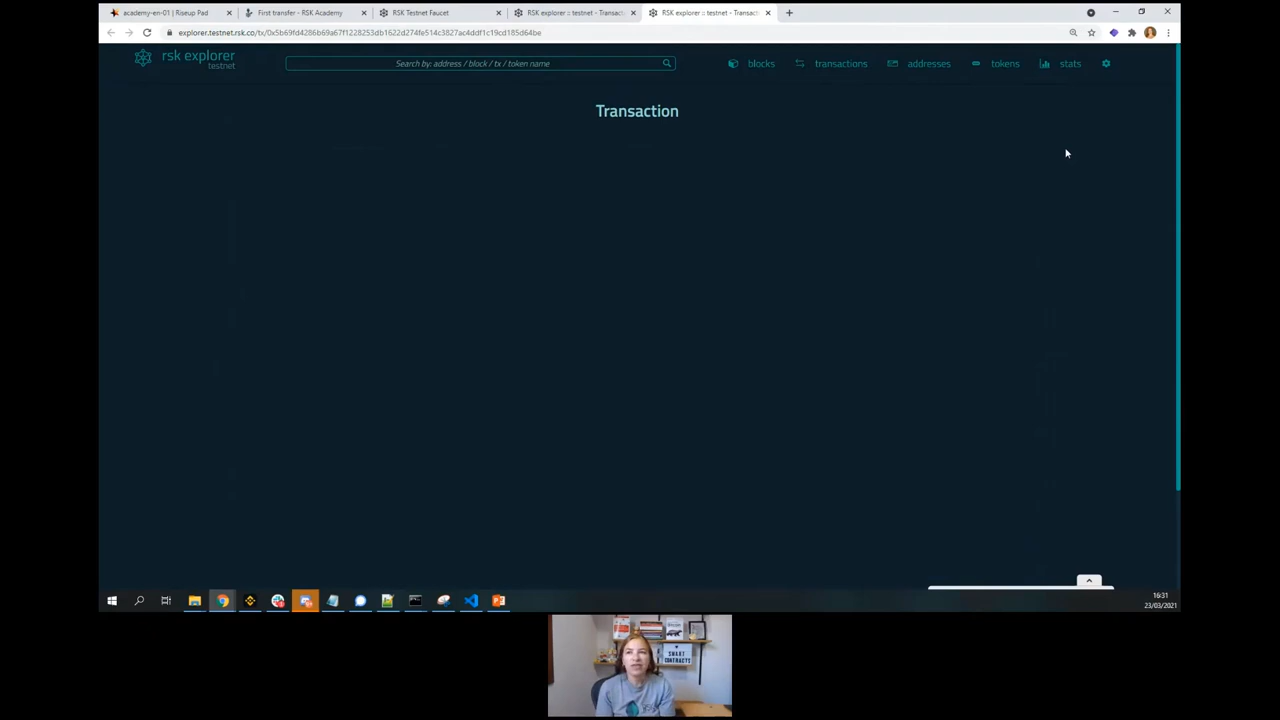 academy-en-01 | Riseup Pad
First transfer - RSK Academy
RSK Testnet Faucet
RSK explorer :: testnet - Transact
RSK explorer :: testnet - Transact
explorer.testnet.rsk.co/tx/0x5b69fd4286b69a67f1228253db1622d274fe514c3827ac4ddf1c19cd185d64be
rsk explorer
testnet
Search by: address / block / tx / token name
blocks
transactions
addresses
tokens
stats
Transaction
16:31
23/03/2021
SMART
CONTRACTS